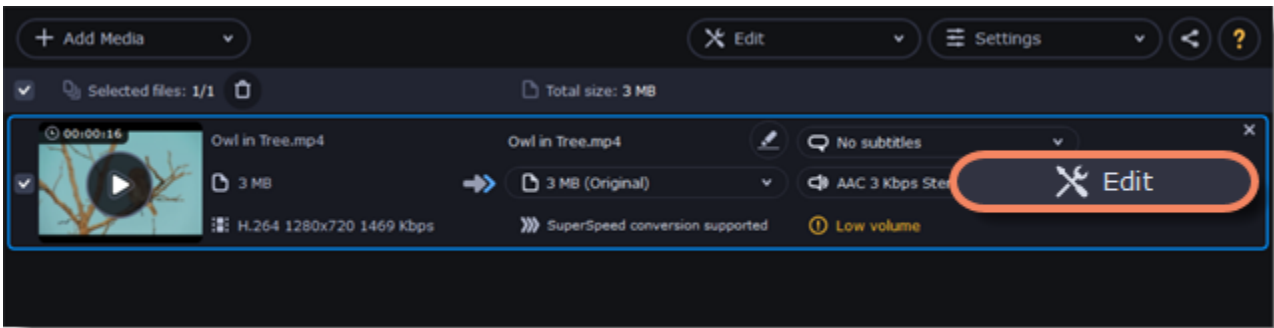 Add Media
Edit
Settings
?
Selected files: 1/1
Total size: 3 MB
00:00:16
Owl in Tree.mp4
Owl in Tree.mp4
No subtitles
3 MB
3 MB (Original)
AAC 3 Kbps Ster
Edit
H.264 1280x720 1469 Kbps
SuperSpeed conversion supported
Low volume